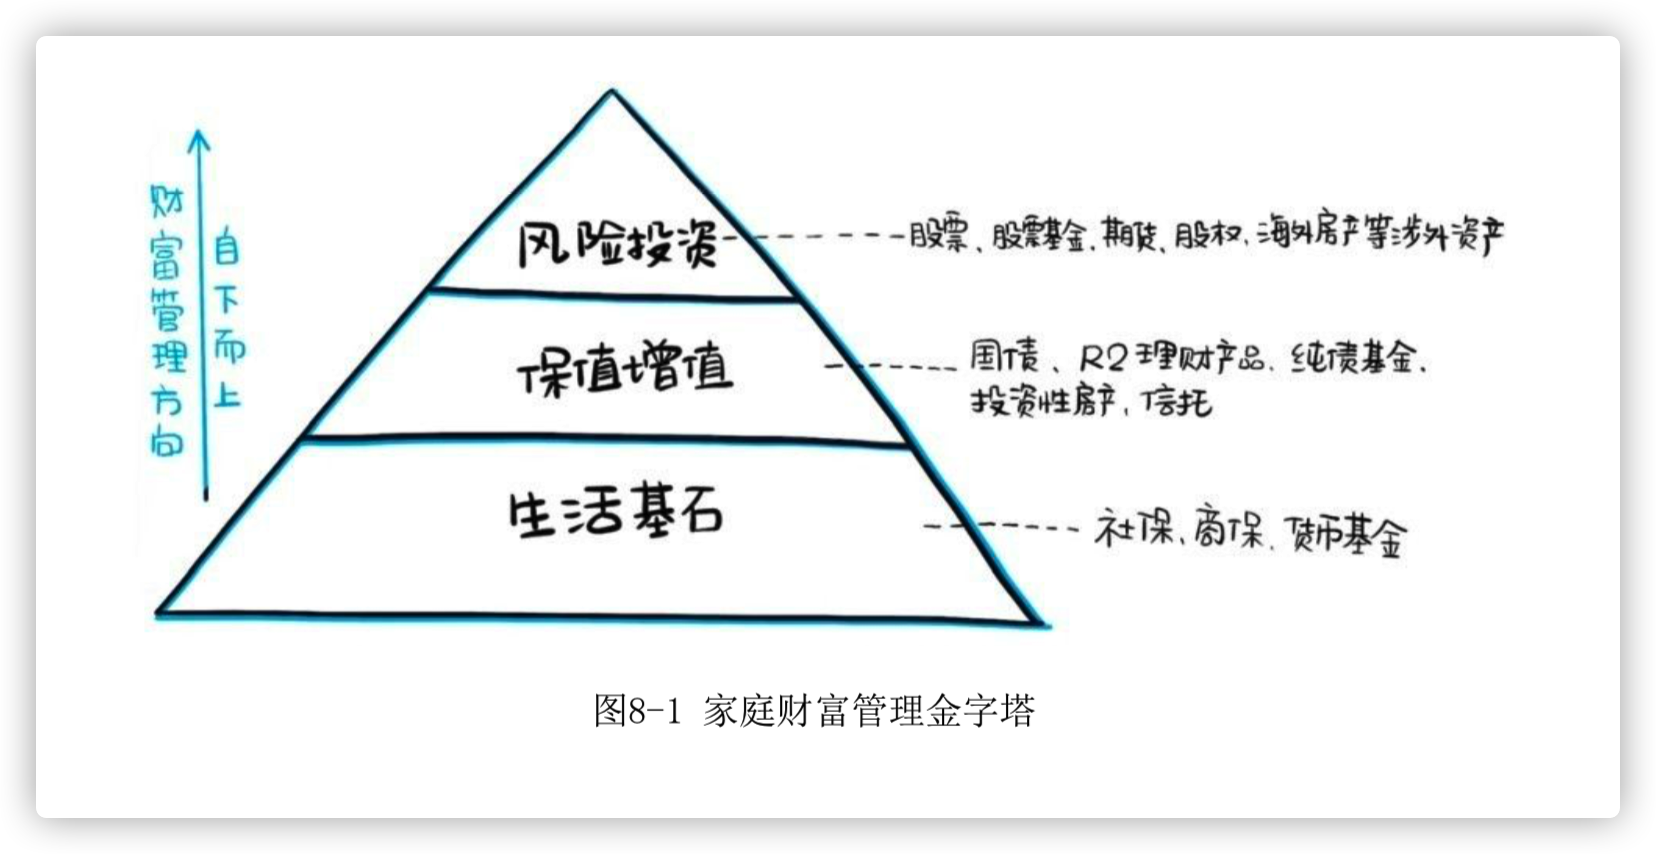 财富管理方向
自下而上
风险投资
股票、股票基金、期货、股权、海外房产等涉外资产
保值增值
国债、R2理财产品、纯债基金、
投资性房产、信托
生活基石
社保、商保、货币基金
图8-1 家庭财富管理金字塔